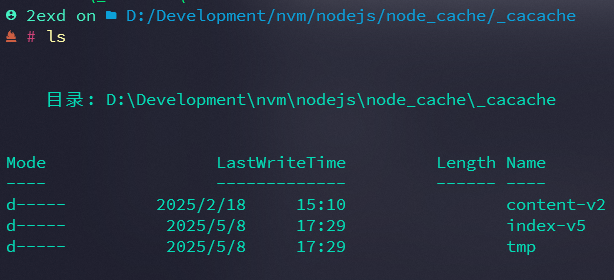 2exd on D:/Development/nvm/nodejs/node_cache/_cacache
# ls
目录: D:\Development\nvm\nodejs\node_cache\_cacache
Mode LastWriteTime Length Name
---- ------------- ------ ----
d----- 2025/2/18 15:10 content-v2
d----- 2025/5/8 17:29 index-v5
d----- 2025/5/8 17:29 tmp